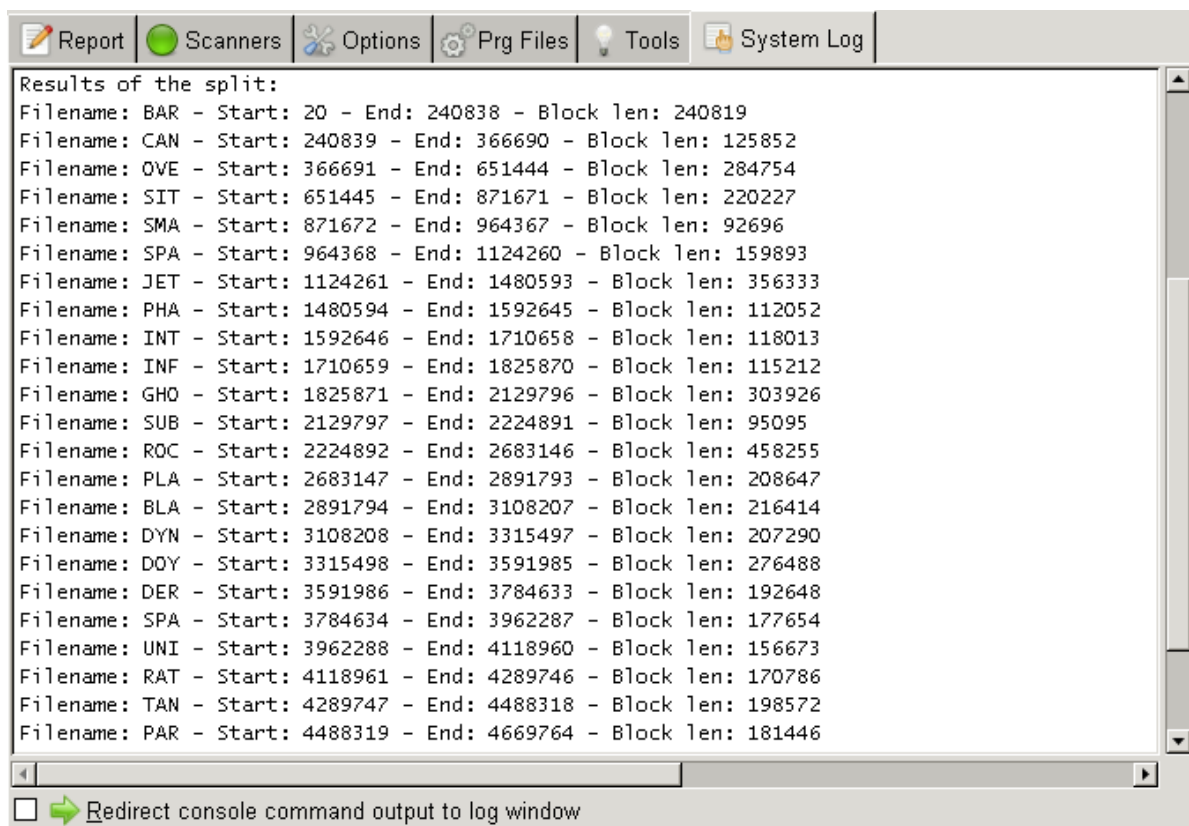 Report Scanners Options Prg Files Tools System Log
Results of the split:
Filename: BAR - Start: 20 - End: 240838 - Block len: 240819
Filename: CAN - Start: 240839 - End: 366690 - Block len: 125852
Filename: OVE - Start: 366691 - End: 651444 - Block len: 284754
Filename: SIT - Start: 651445 - End: 871671 - Block len: 220227
Filename: SMA - Start: 871672 - End: 964367 - Block len: 92696
Filename: SPA - Start: 964368 - End: 1124260 - Block len: 159893
Filename: JET - Start: 1124261 - End: 1480593 - Block len: 356333
Filename: PHA - Start: 1480594 - End: 1592645 - Block len: 112052
Filename: INT - Start: 1592646 - End: 1710658 - Block len: 118013
Filename: INF - Start: 1710659 - End: 1825870 - Block len: 115212
Filename: GHO - Start: 1825871 - End: 2129796 - Block len: 303926
Filename: SUB - Start: 2129797 - End: 2224891 - Block len: 95095
Filename: ROC - Start: 2224892 - End: 2683146 - Block len: 458255
Filename: PLA - Start: 2683147 - End: 2891793 - Block len: 208647
Filename: BLA - Start: 2891794 - End: 3108207 - Block len: 216414
Filename: DYN - Start: 3108208 - End: 3315497 - Block len: 207290
Filename: DOY - Start: 3315498 - End: 3591985 - Block len: 276488
Filename: DER - Start: 3591986 - End: 3784633 - Block len: 192648
Filename: SPA - Start: 3784634 - End: 3962287 - Block len: 177654
Filename: UNI - Start: 3962288 - End: 4118960 - Block len: 156673
Filename: RAT - Start: 4118961 - End: 4289746 - Block len: 170786
Filename: TAN - Start: 4289747 - End: 4488318 - Block len: 198572
Filename: PAR - Start: 4488319 - End: 4669764 - Block len: 181446
Redirect console command output to log window